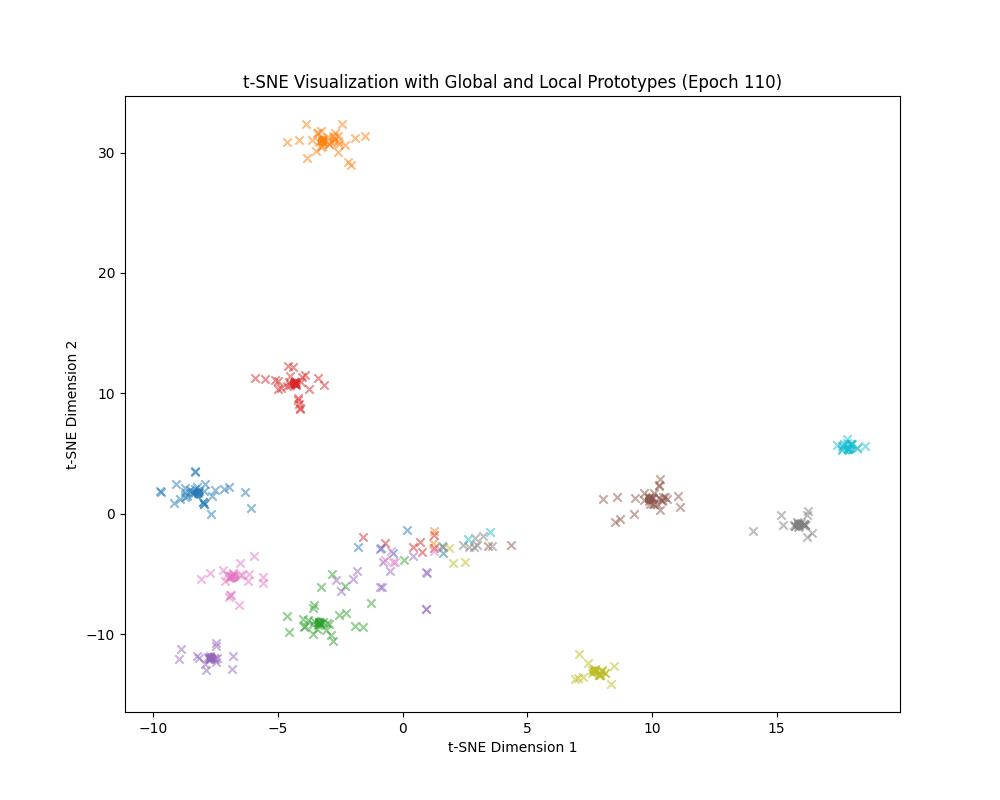 t-SNE Visualization with Global and Local Prototypes (Epoch 110)
30
20
10
0
−10
t-SNE Dimension 2
−10 −5 0 5 10 15
t-SNE Dimension 1